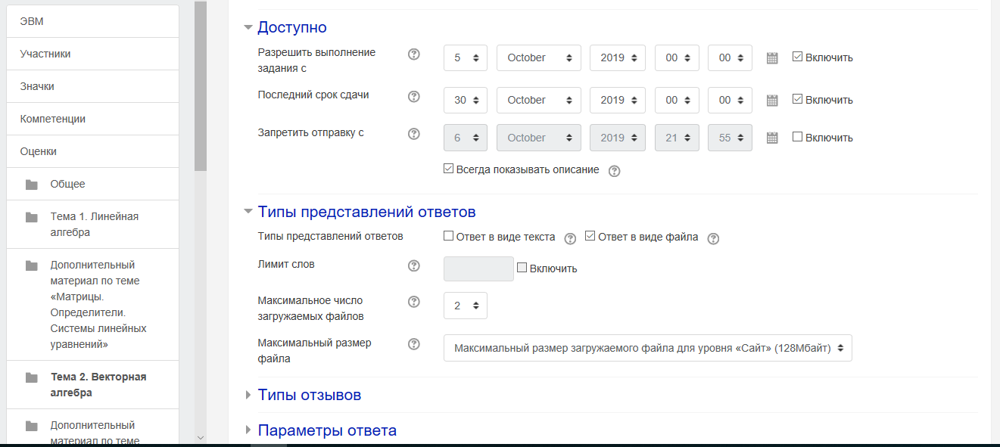 ЭВМ
Участники
Значки
Компетенции
Оценки
Общее
Тема 1. Линейная
алгебра
Дополнительный
материал по теме
«Матрицы.
Определители.
Системы линейных
уравнений»
Тема 2. Векторная
алгебра
Дополнительный
материал по теме
Доступно
Разрешить выполнение
задания с
5 October 2019 00 00 Включить
Последний срок сдачи
30 October 2019 00 00 Включить
Запретить отправку с
6 October 2019 21 55 Включить
Всегда показывать описание
Типы представлений ответов
Типы представлений ответов
Ответ в виде текста Ответ в виде файла
Лимит слов
Включить
Максимальное число
загружаемых файлов
2
Максимальный размер
файла
Максимальный размер загружаемого файла для уровня «Сайт» (128Мбайт)
Типы отзывов
Параметры ответа